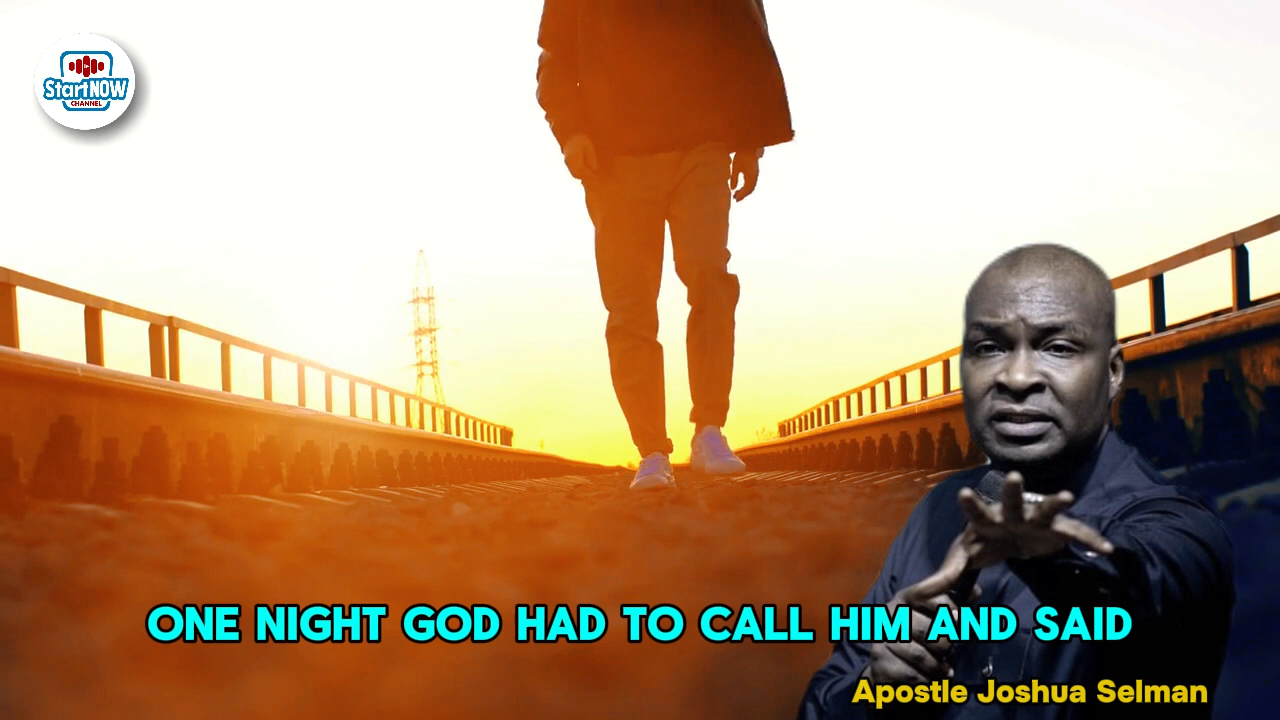 StartNOW
CHANNEL
ONE NIGHT GOD HAD TO CALL HIM AND SAID
Apostle Joshua Selman